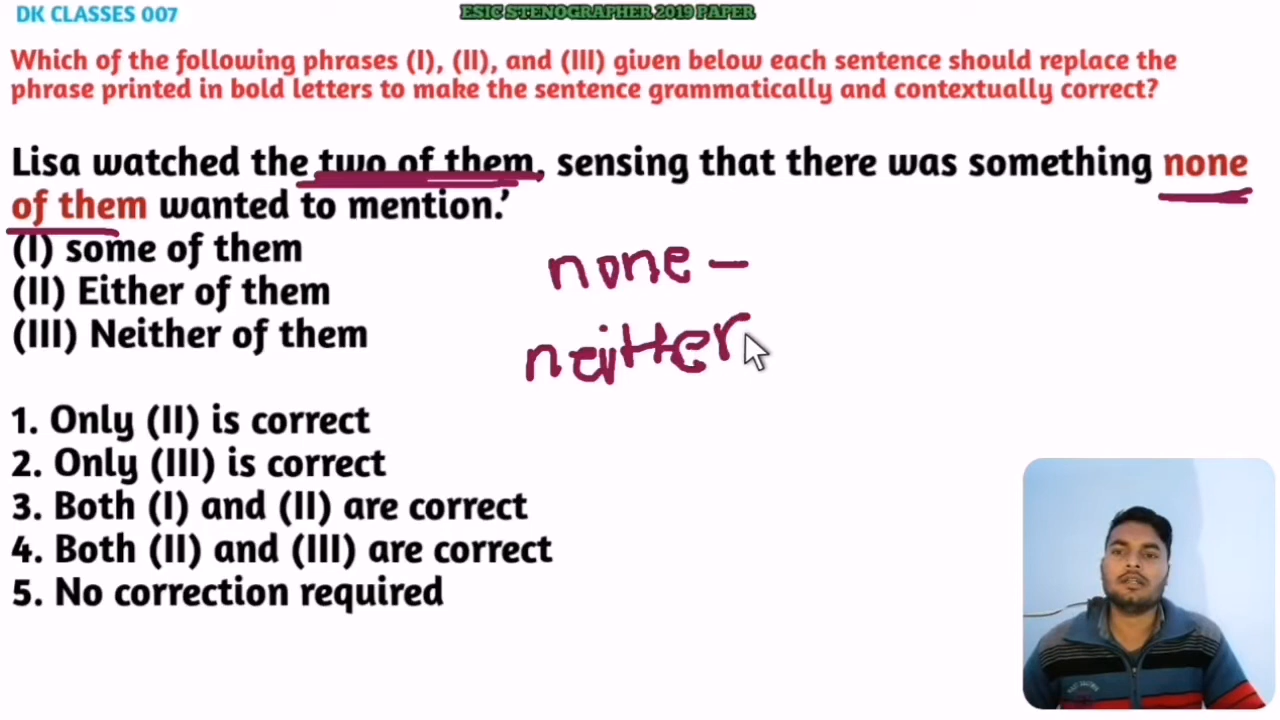 DK CLASSES 007
ESIC STENOGRAPHER 2019 PAPER
Which of the following phrases (I), (II), and (III) given below each sentence should replace the
phrase printed in bold letters to make the sentence grammatically and contextually correct?
Lisa watched the two of them, sensing that there was something none
of them wanted to mention.’
(I) some of them
(II) Either of them
(III) Neither of them
none –
neither
1. Only (II) is correct
2. Only (III) is correct
3. Both (I) and (II) are correct
4. Both (II) and (III) are correct
5. No correction required